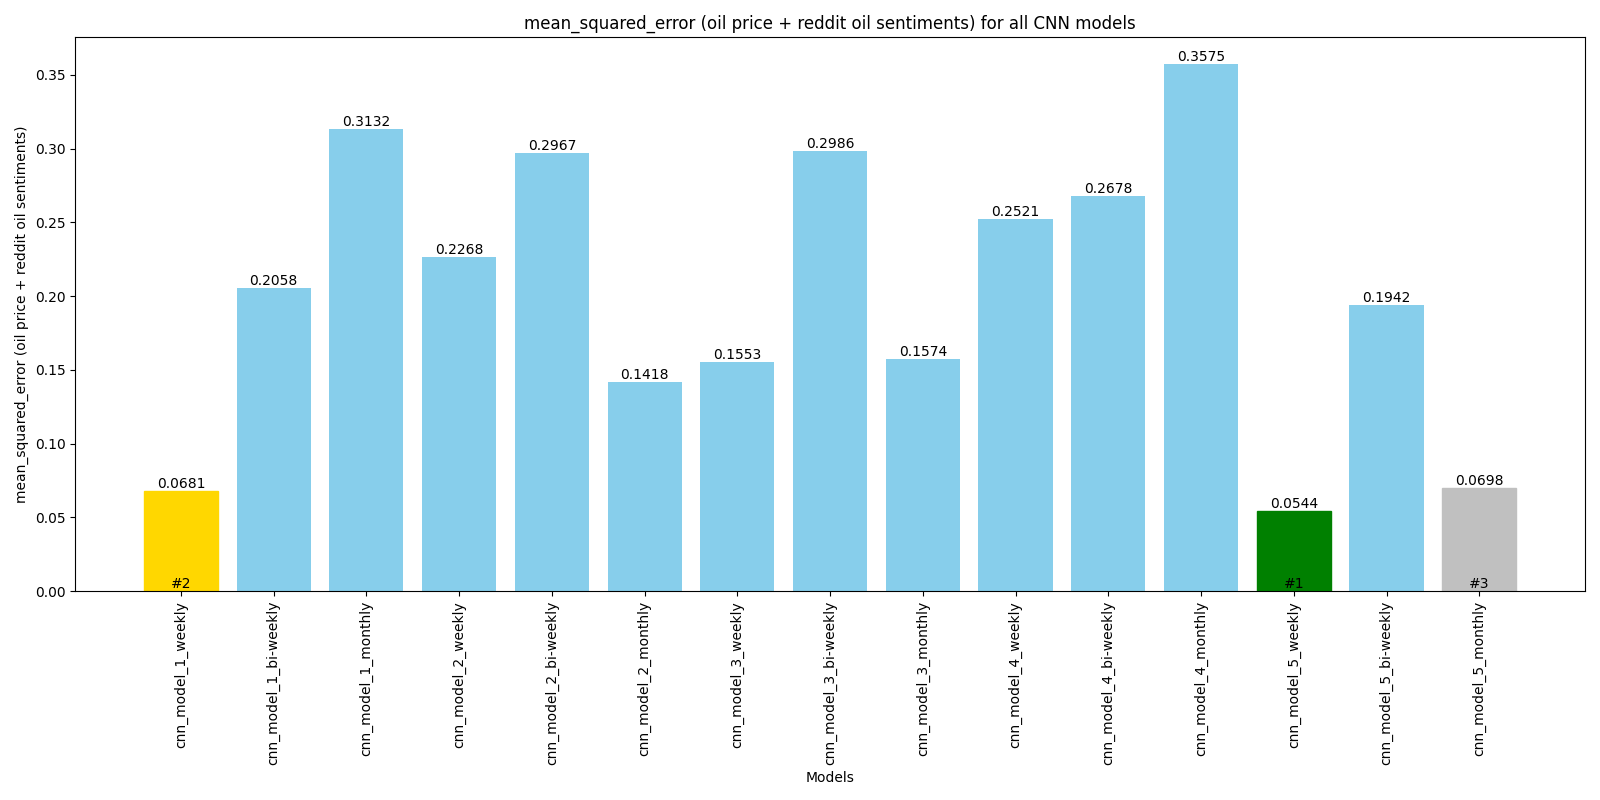 mean_squared_error (oil price + reddit oil sentiments) for all CNN models
mean_squared_error (oil price + reddit oil sentiments)
0.35
0.30
0.25
0.20
0.15
0.10
0.05
0.00
0.0681
0.2058
0.3132
0.2268
0.2967
0.1418
0.1553
0.2986
0.1574
0.2521
0.2678
0.3575
0.0544
0.1942
0.0698
#2
#1
#3
cnn_model_1_weekly
cnn_model_1_bi-weekly
cnn_model_1_monthly
cnn_model_2_weekly
cnn_model_2_bi-weekly
cnn_model_2_monthly
cnn_model_3_weekly
cnn_model_3_bi-weekly
cnn_model_3_monthly
cnn_model_4_weekly
cnn_model_4_bi-weekly
cnn_model_4_monthly
cnn_model_5_weekly
cnn_model_5_bi-weekly
cnn_model_5_monthly
Models